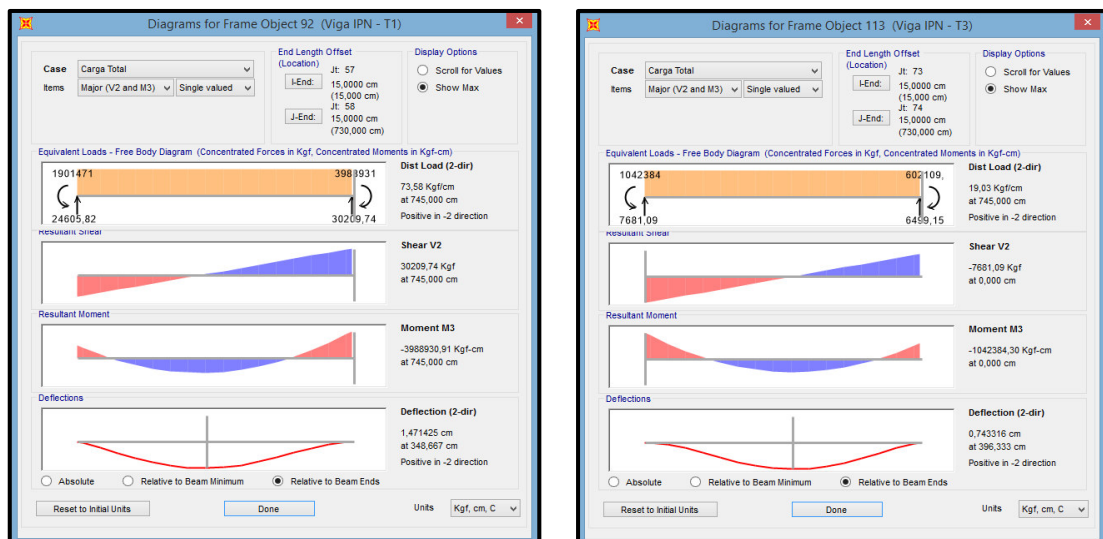 Diagrams for Frame Object 92 (Viga IPN - T1)
Case
Carga Total
Items
Major (V2 and M3)
Single valued
End Length Offset
(Location)
Jt: 57
I-End:
15,0000 cm
(15,000 cm)
Jt: 58
J-End:
15,0000 cm
(730,000 cm)
Display Options
Scroll for Values
Show Max
Equivalent Loads - Free Body Diagram (Concentrated Forces in Kgf, Concentrated Moments in Kgf-cm)
1901471
3988931
24605,82
30209,74
Dist Load (2-dir)
73,58 Kgf/cm
at 745,000 cm
Positive in -2 direction
Resultant Shear
Shear V2
30209,74 Kgf
at 745,000 cm
Resultant Moment
Moment M3
-3988930,91 Kgf-cm
at 745,000 cm
Deflections
Deflection (2-dir)
1,471425 cm
at 348,667 cm
Positive in -2 direction
Absolute
Relative to Beam Minimum
Relative to Beam Ends
Reset to Initial Units
Done
Units
Kgf, cm, C
Diagrams for Frame Object 113 (Viga IPN - T3)
Case
Carga Total
Items
Major (V2 and M3)
Single valued
End Length Offset
(Location)
Jt: 73
I-End:
15,0000 cm
(15,000 cm)
Jt: 74
J-End:
15,0000 cm
(730,000 cm)
Display Options
Scroll for Values
Show Max
Equivalent Loads - Free Body Diagram (Concentrated Forces in Kgf, Concentrated Moments in Kgf-cm)
1042384
602109,
7681,09
6499,15
Dist Load (2-dir)
19,03 Kgf/cm
at 745,000 cm
Positive in -2 direction
Resultant Shear
Shear V2
-7681,09 Kgf
at 0,000 cm
Resultant Moment
Moment M3
-1042384,30 Kgf-cm
at 0,000 cm
Deflections
Deflection (2-dir)
0,743316 cm
at 396,333 cm
Positive in -2 direction
Absolute
Relative to Beam Minimum
Relative to Beam Ends
Reset to Initial Units
Done
Units
Kgf, cm, C